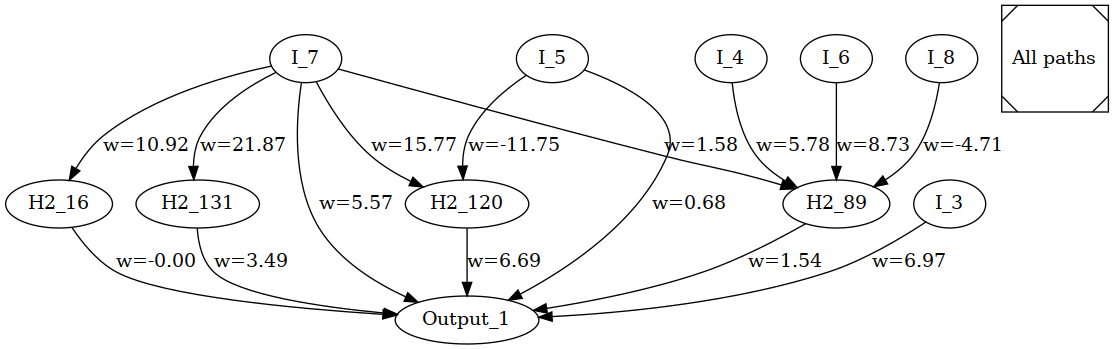 I_7
I_5
I_4
I_6
I_8
All paths
w=10.92
w=21.87
w=15.77
w=-11.75
w=1.58
w=5.78
w=8.73
w=-4.71
H2_16
H2_131
w=5.57
H2_120
w=0.68
H2_89
I_3
w=-0.00
w=3.49
w=6.69
w=1.54
w=6.97
Output_1